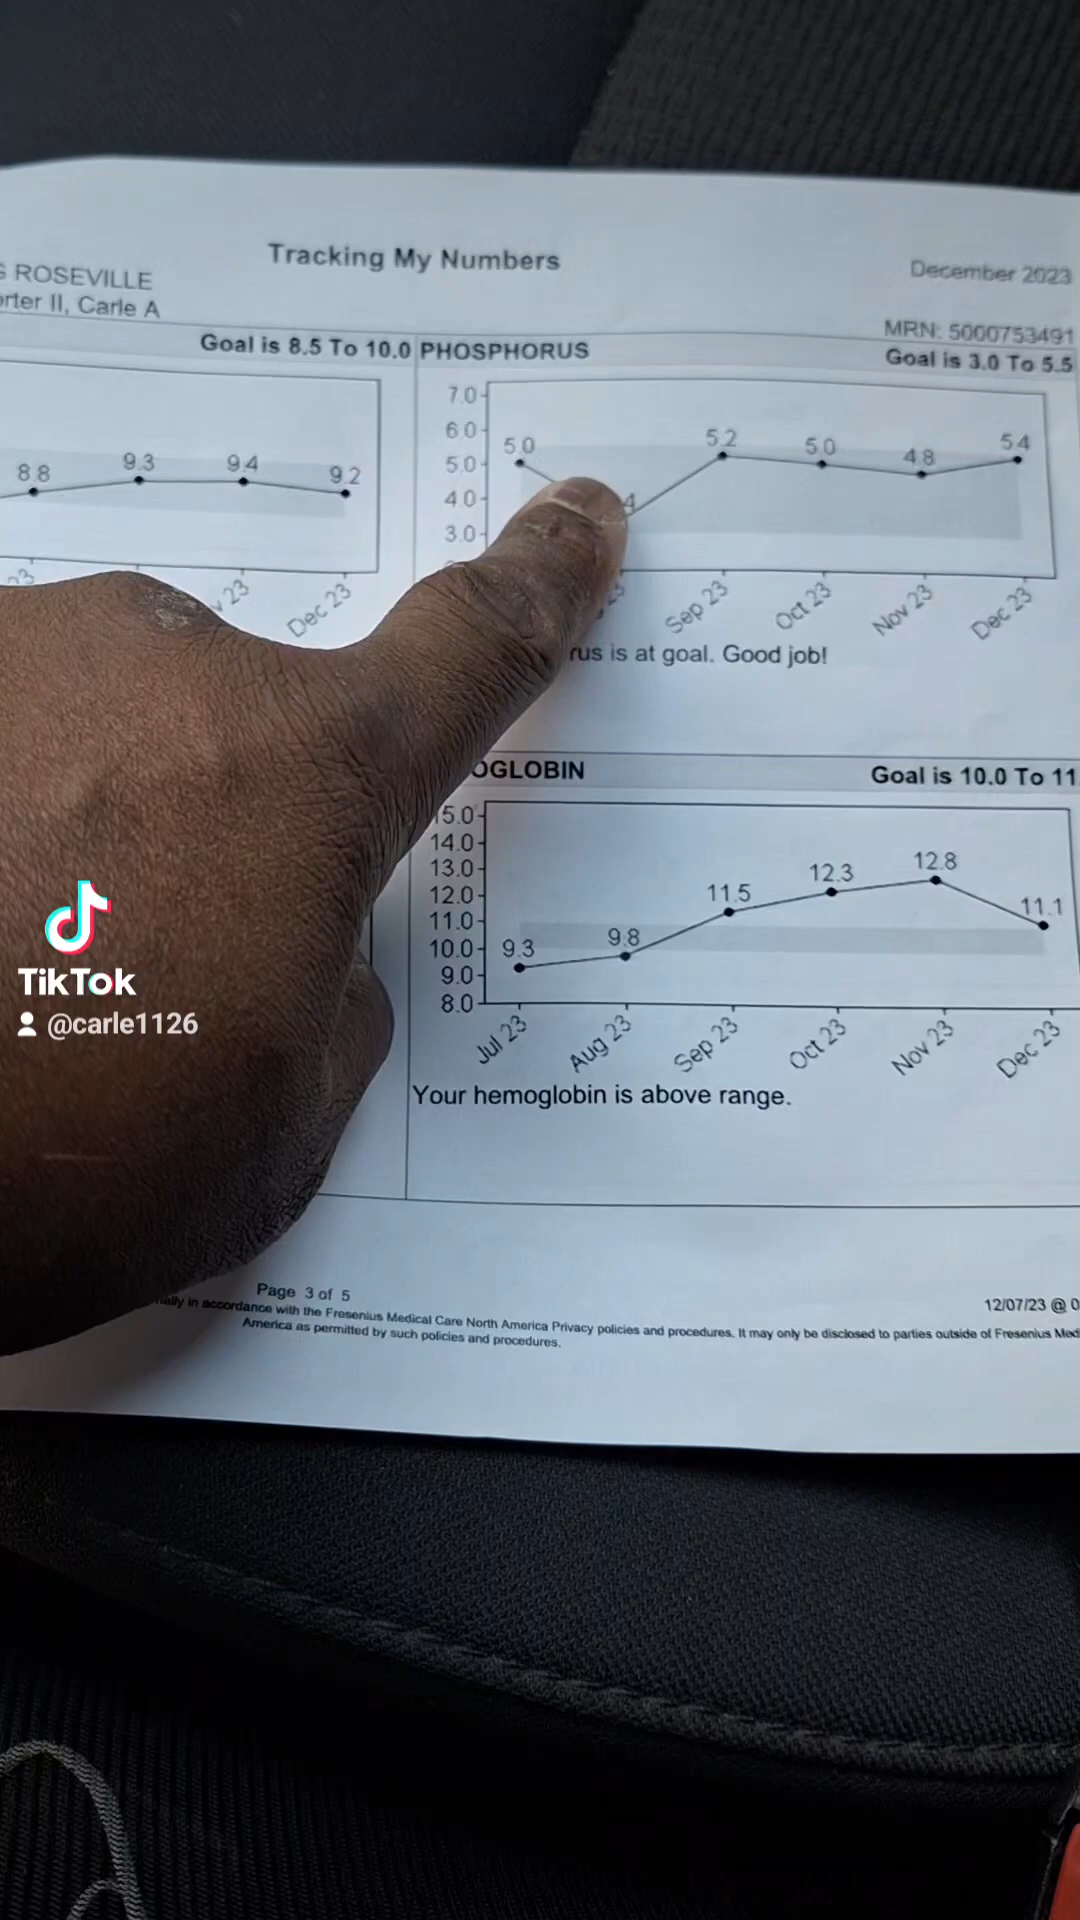 Tracking My Numbers
December 2023
ROSEVILLE
II, Carle A
MRN: 5000753491
Goal is 8.5 To 10.0
PHOSPHORUS
Goal is 3.0 To 5.5
8.8
9.3
9.4
9.2
23
23
Dec 23
7.0
6.0
5.0
4.0
3.0
5.0
4
5.2
5.0
4.8
5.4
23
Sep 23
Oct 23
Nov 23
Dec 23
rus is at goal. Good job!
OGLOBIN
Goal is 10.0 To 11
15.0
14.0
13.0
12.0
11.0
10.0
9.0
8.0
9.3
9.8
11.5
12.3
12.8
11.1
Jul 23
Aug 23
Sep 23
Oct 23
Nov 23
Dec 23
Your hemoglobin is above range.
TikTok
@carle1126
Page 3 of 5
12/07/23 @ 0
in accordance with the Fresenius Medical Care North America Privacy policies and procedures. It may only be disclosed to parties outside of Fresenius Med
America as permitted by such policies and procedures.